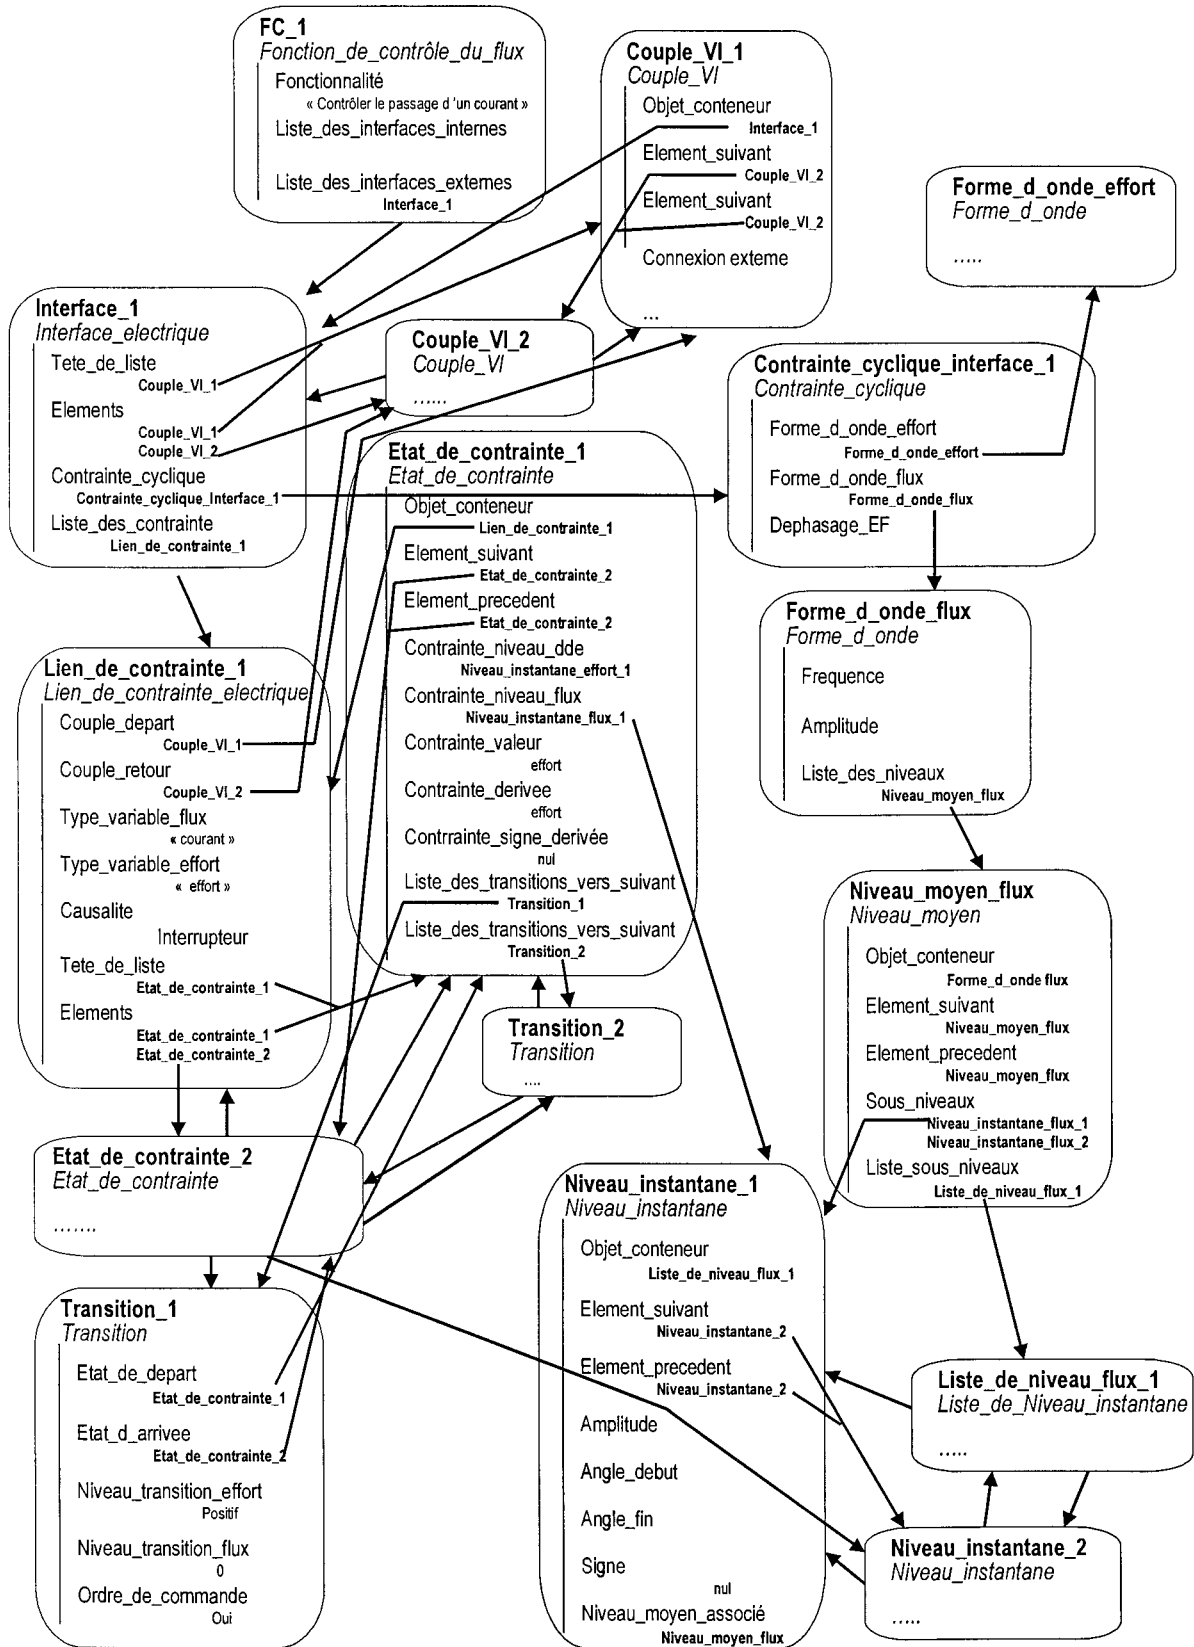 FC_1
Fonction_de_contrôle_du_flux
Fonctionnalité
« Contrôler le passage d 'un courant »
Liste_des_interfaces_internes
Liste_des_interfaces_externes
Interface_1
Couple_VI_1
Couple_VI
Objet_conteneur
Interface_1
Element_suivant
Couple_VI_2
Element_suivant
Couple_VI_2
Connexion externe
...
Forme_d_onde_effort
Forme_d_onde
.....
Interface_1
Interface_electrique
Tete_de_liste
Couple_VI_1
Elements
Couple_VI_1
Couple_VI_2
Contrainte_cyclique
Contrainte_cyclique_Interface_1
Liste_des_contrainte
Lien_de_contrainte_1
Couple_VI_2
Couple_VI
......
Contrainte_cyclique_interface_1
Contrainte_cyclique
Forme_d_onde_effort
Forme_d_onde_effort
Forme_d_onde_flux
Forme_d_onde_flux
Dephasage_EF
Etat_de_contrainte_1
Etat_de_contrainte
Objet_conteneur
Lien_de_contrainte_1
Element_suivant
Etat_de_contrainte_2
Element_precedent
Etat_de_contrainte_2
Contrainte_niveau_dde
Niveau_instantane_effort_1
Contrainte_niveau_flux
Niveau_instantane_flux_1
Contrainte_valeur
effort
Contrainte_derivee
effort
Contrrainte_signe_derivée
nul
Liste_des_transitions_vers_suivant
Transition_1
Liste_des_transitions_vers_suivant
Transition_2
Forme_d_onde_flux
Forme_d_onde
Frequence
Amplitude
Liste_des_niveaux
Niveau_moyen_flux
Lien_de_contrainte_1
Lien_de_contrainte_electrique
Couple_depart
Couple_VI_1
Couple_retour
Couple_VI_2
Type_variable_flux
« courant »
Type_variable_effort
« effort »
Causalite
Interrupteur
Tete_de_liste
Etat_de_contrainte_1
Elements
Etat_de_contrainte_1
Etat_de_contrainte_2
Niveau_moyen_flux
Niveau_moyen
Objet_conteneur
Forme_d_onde flux
Element_suivant
Niveau_moyen_flux
Element_precedent
Niveau_moyen_flux
Sous_niveaux
Niveau_instantane_flux_1
Niveau_instantane_flux_2
Liste_sous_niveaux
Liste_de_niveau_flux_1
Transition_2
Transition
....
Etat_de_contrainte_2
Etat_de_contrainte
.......
Niveau_instantane_1
Niveau_instantane
Objet_conteneur
Liste_de_niveau_flux_1
Element_suivant
Niveau_instantane_2
Element_precedent
Niveau_instantane_2
Amplitude
Angle_debut
Angle_fin
Signe
nul
Niveau_moyen_associé
Niveau_moyen_flux
Transition_1
Transition
Etat_de_depart
Etat_de_contrainte_1
Etat_d_arrivee
Etat_de_contrainte_2
Niveau_transition_effort
Positif
Niveau_transition_flux
0
Ordre_de_commande
Oui
Liste_de_niveau_flux_1
Liste_de_Niveau_instantane
.....
Niveau_instantane_2
Niveau_instantane
.....